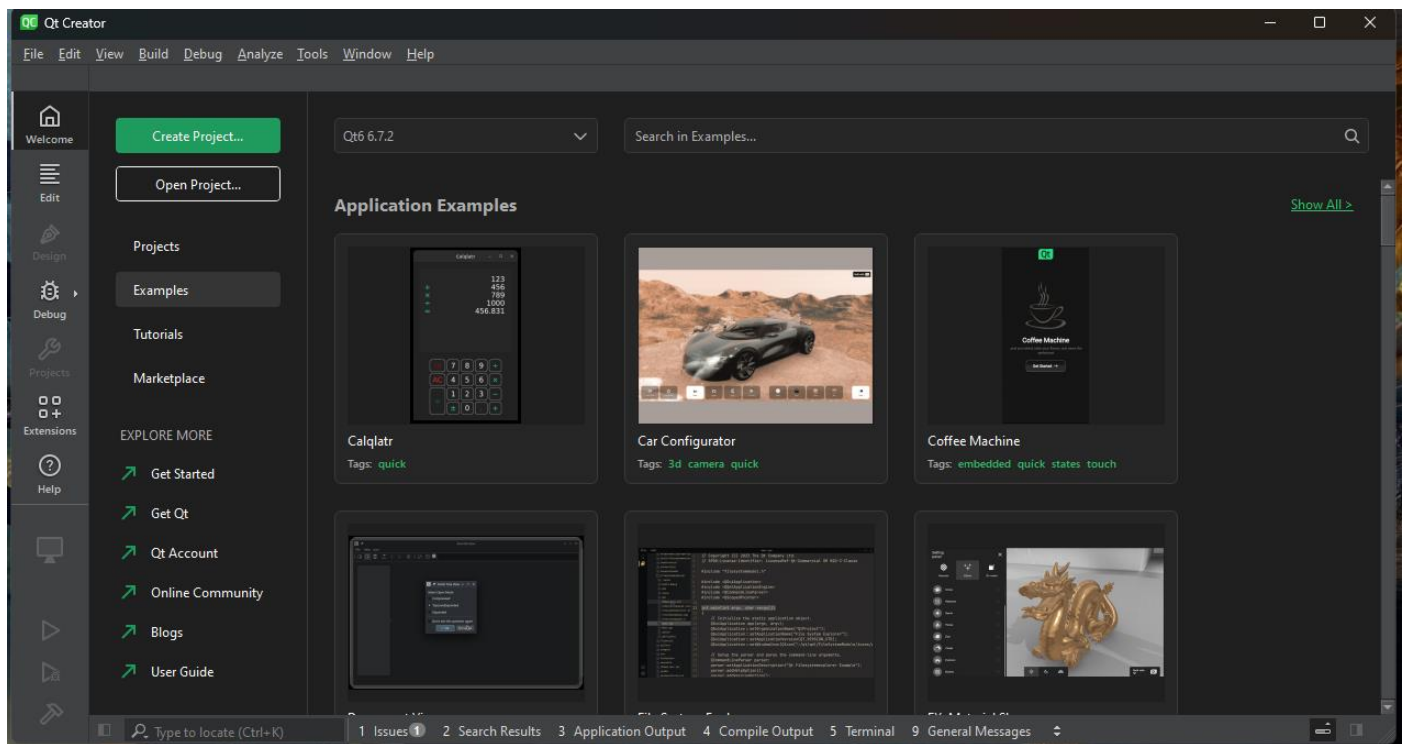 Qt Creator
File Edit View Build Debug Analyze Tools Window Help
Welcome
Edit
Design
Debug
Projects
Extensions
Help
Create Project...
Open Project...
Projects
Examples
Tutorials
Marketplace
EXPLORE MORE
Get Started
Get Qt
Qt Account
Online Community
Blogs
User Guide
Qt6 6.7.2
Search in Examples...
Application Examples
Show All >
Calqlatr
123
456
789
1000
456.831
7 8 9 +
AC 4 5 6 ×
1 2 3 −
± 0 . +
Calqlatr
Tags: quick
Car Configurator
Tags: 3d camera quick
Qt
Coffee Machine
Get Started
Coffee Machine
Tags: embedded quick states touch
Type to locate (Ctrl+K)
1 Issues 1 2 Search Results 3 Application Output 4 Compile Output 5 Terminal 9 General Messages